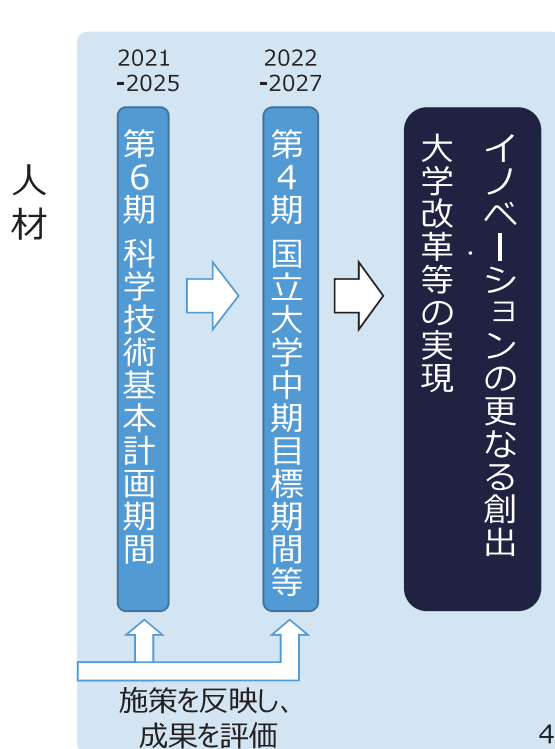 人材
2021
-2025
第6期 科学技術基本計画期間
2022
-2027
第4期 国立大学中期目標期間等
イノベーションの更なる創出
大学改革等の実現
施策を反映し、
成果を評価
4